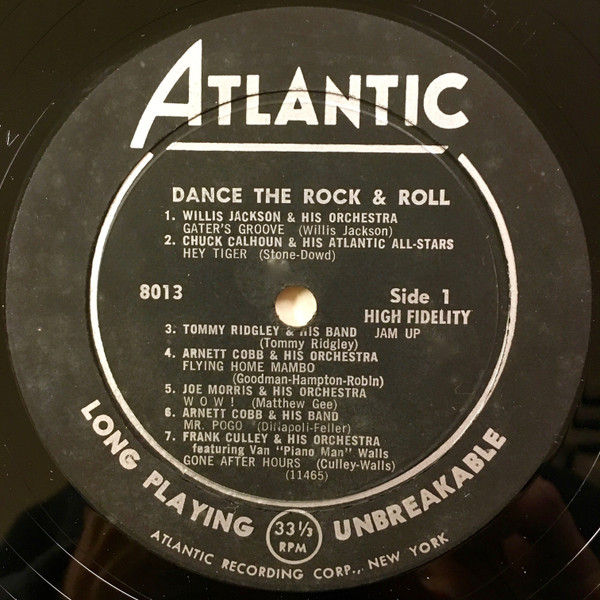 ATLANTIC
DANCE THE ROCK & ROLL
1. WILLIS JACKSON & HIS ORCHESTRA
GATER'S GROOVE (Willis Jackson)
2. CHUCK CALHOUN & HIS ATLANTIC ALL-STARS
HEY TIGER (Stone-Dowd)
8013
Side 1
HIGH FIDELITY
3. TOMMY RIDGLEY & HIS BAND JAM UP
(Tommy Ridgley)
4. ARNETT COBB & HIS ORCHESTRA
FLYING HOME MAMBO
(Goodman-Hampton-Robin)
5. JOE MORRIS & HIS ORCHESTRA
WOW! (Matthew Gee)
6. ARNETT COBB & HIS BAND
MR. POGO (DiNapoli-Feller)
7. FRANK CULLEY & HIS ORCHESTRA
featuring Van "Piano Man" Walls
GONE AFTER HOURS (Culley-Walls)
(11465)
LONG PLAYING 33 1/3 RPM UNBREAKABLE
ATLANTIC RECORDING CORP., NEW YORK